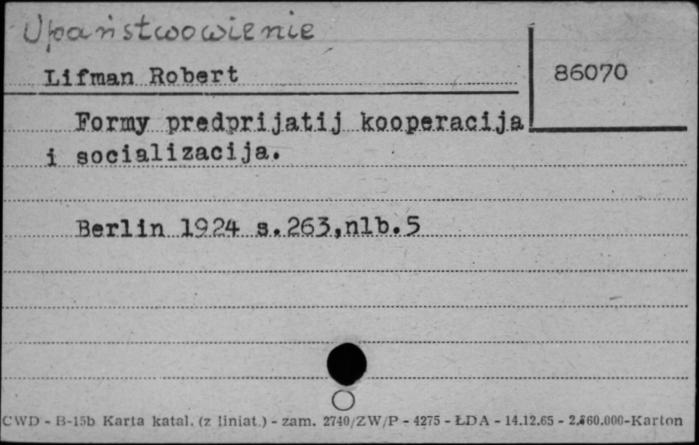 Upaństwowienie
Lifman Robert
86070
Formy predprijatij kooperacija
i socializacija.
Berlin 1924 s.263,nlb.5
CWD - B-15b Karta katal. (z liniat.) - zam. 2740/ZW/P - 4275 - ŁDA - 14.12.65 - 2.860.000-Karton